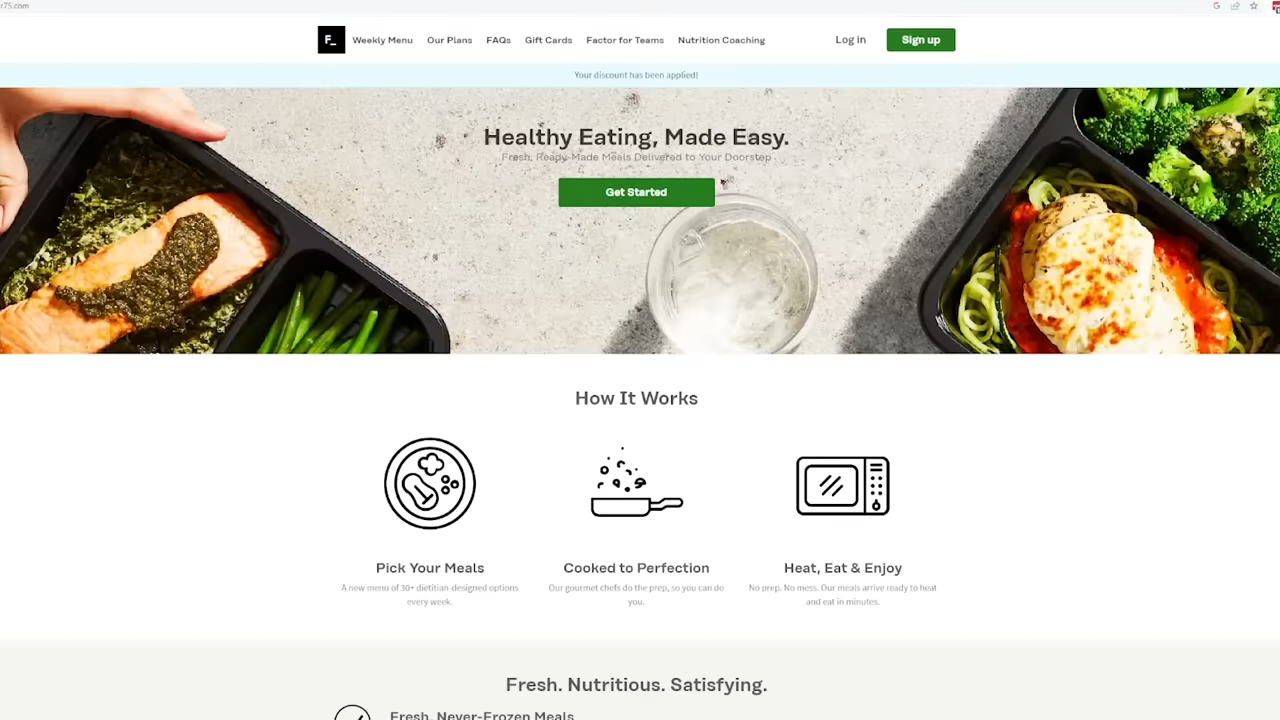 r75.com
F_
Weekly Menu Our Plans FAQs Gift Cards Factor for Teams Nutrition Coaching Log in Sign up
Your discount has been applied!
Healthy Eating, Made Easy.
Fresh, Ready-Made Meals Delivered to Your Doorstep
Get Started
How It Works
Pick Your Meals
A new menu of 30+ dietitian-designed options
every week.
Cooked to Perfection
Our gourmet chefs do the prep, so you can do
you.
Heat, Eat & Enjoy
No prep. No mess. Our meals arrive ready to heat
and eat in minutes.
Fresh. Nutritious. Satisfying.
Fresh, Never-Frozen Meals